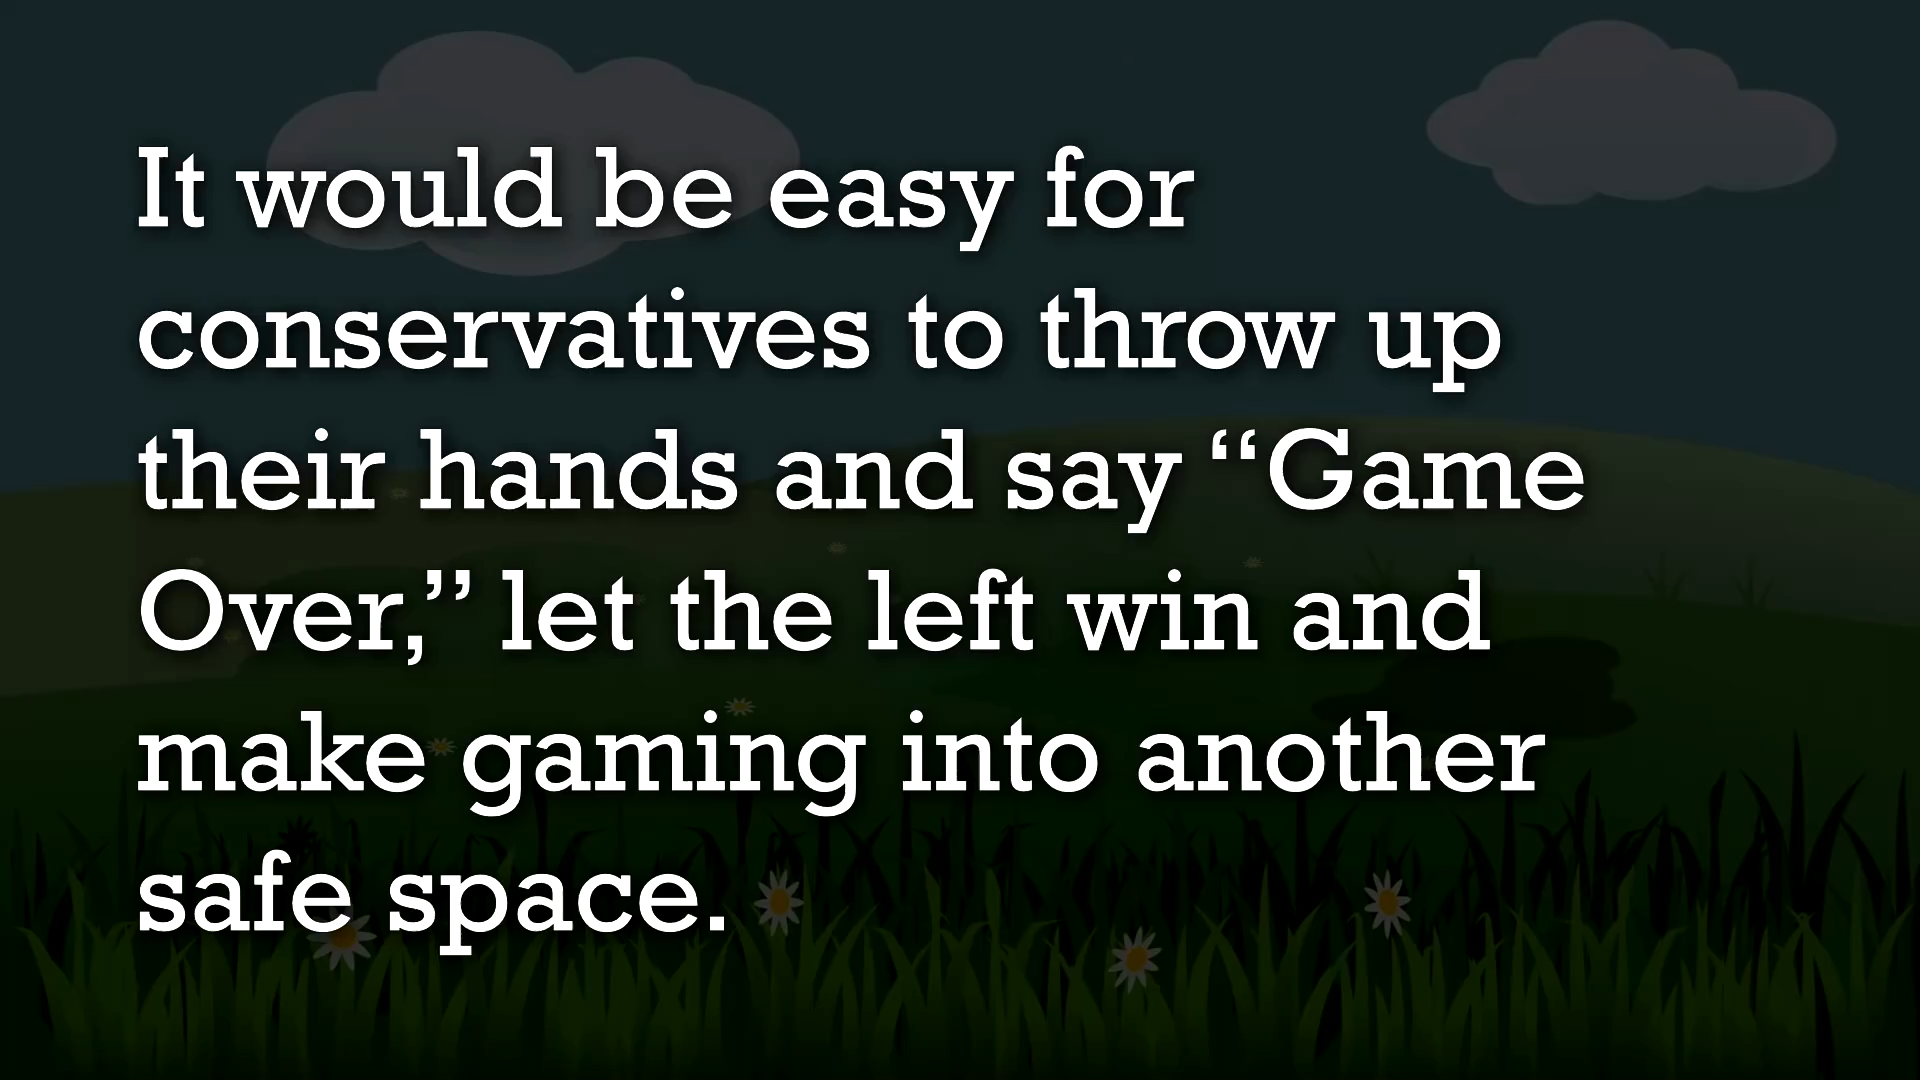 It would be easy for
conservatives to throw up
their hands and say “Game
Over,” let the left win and
make gaming into another
safe space.